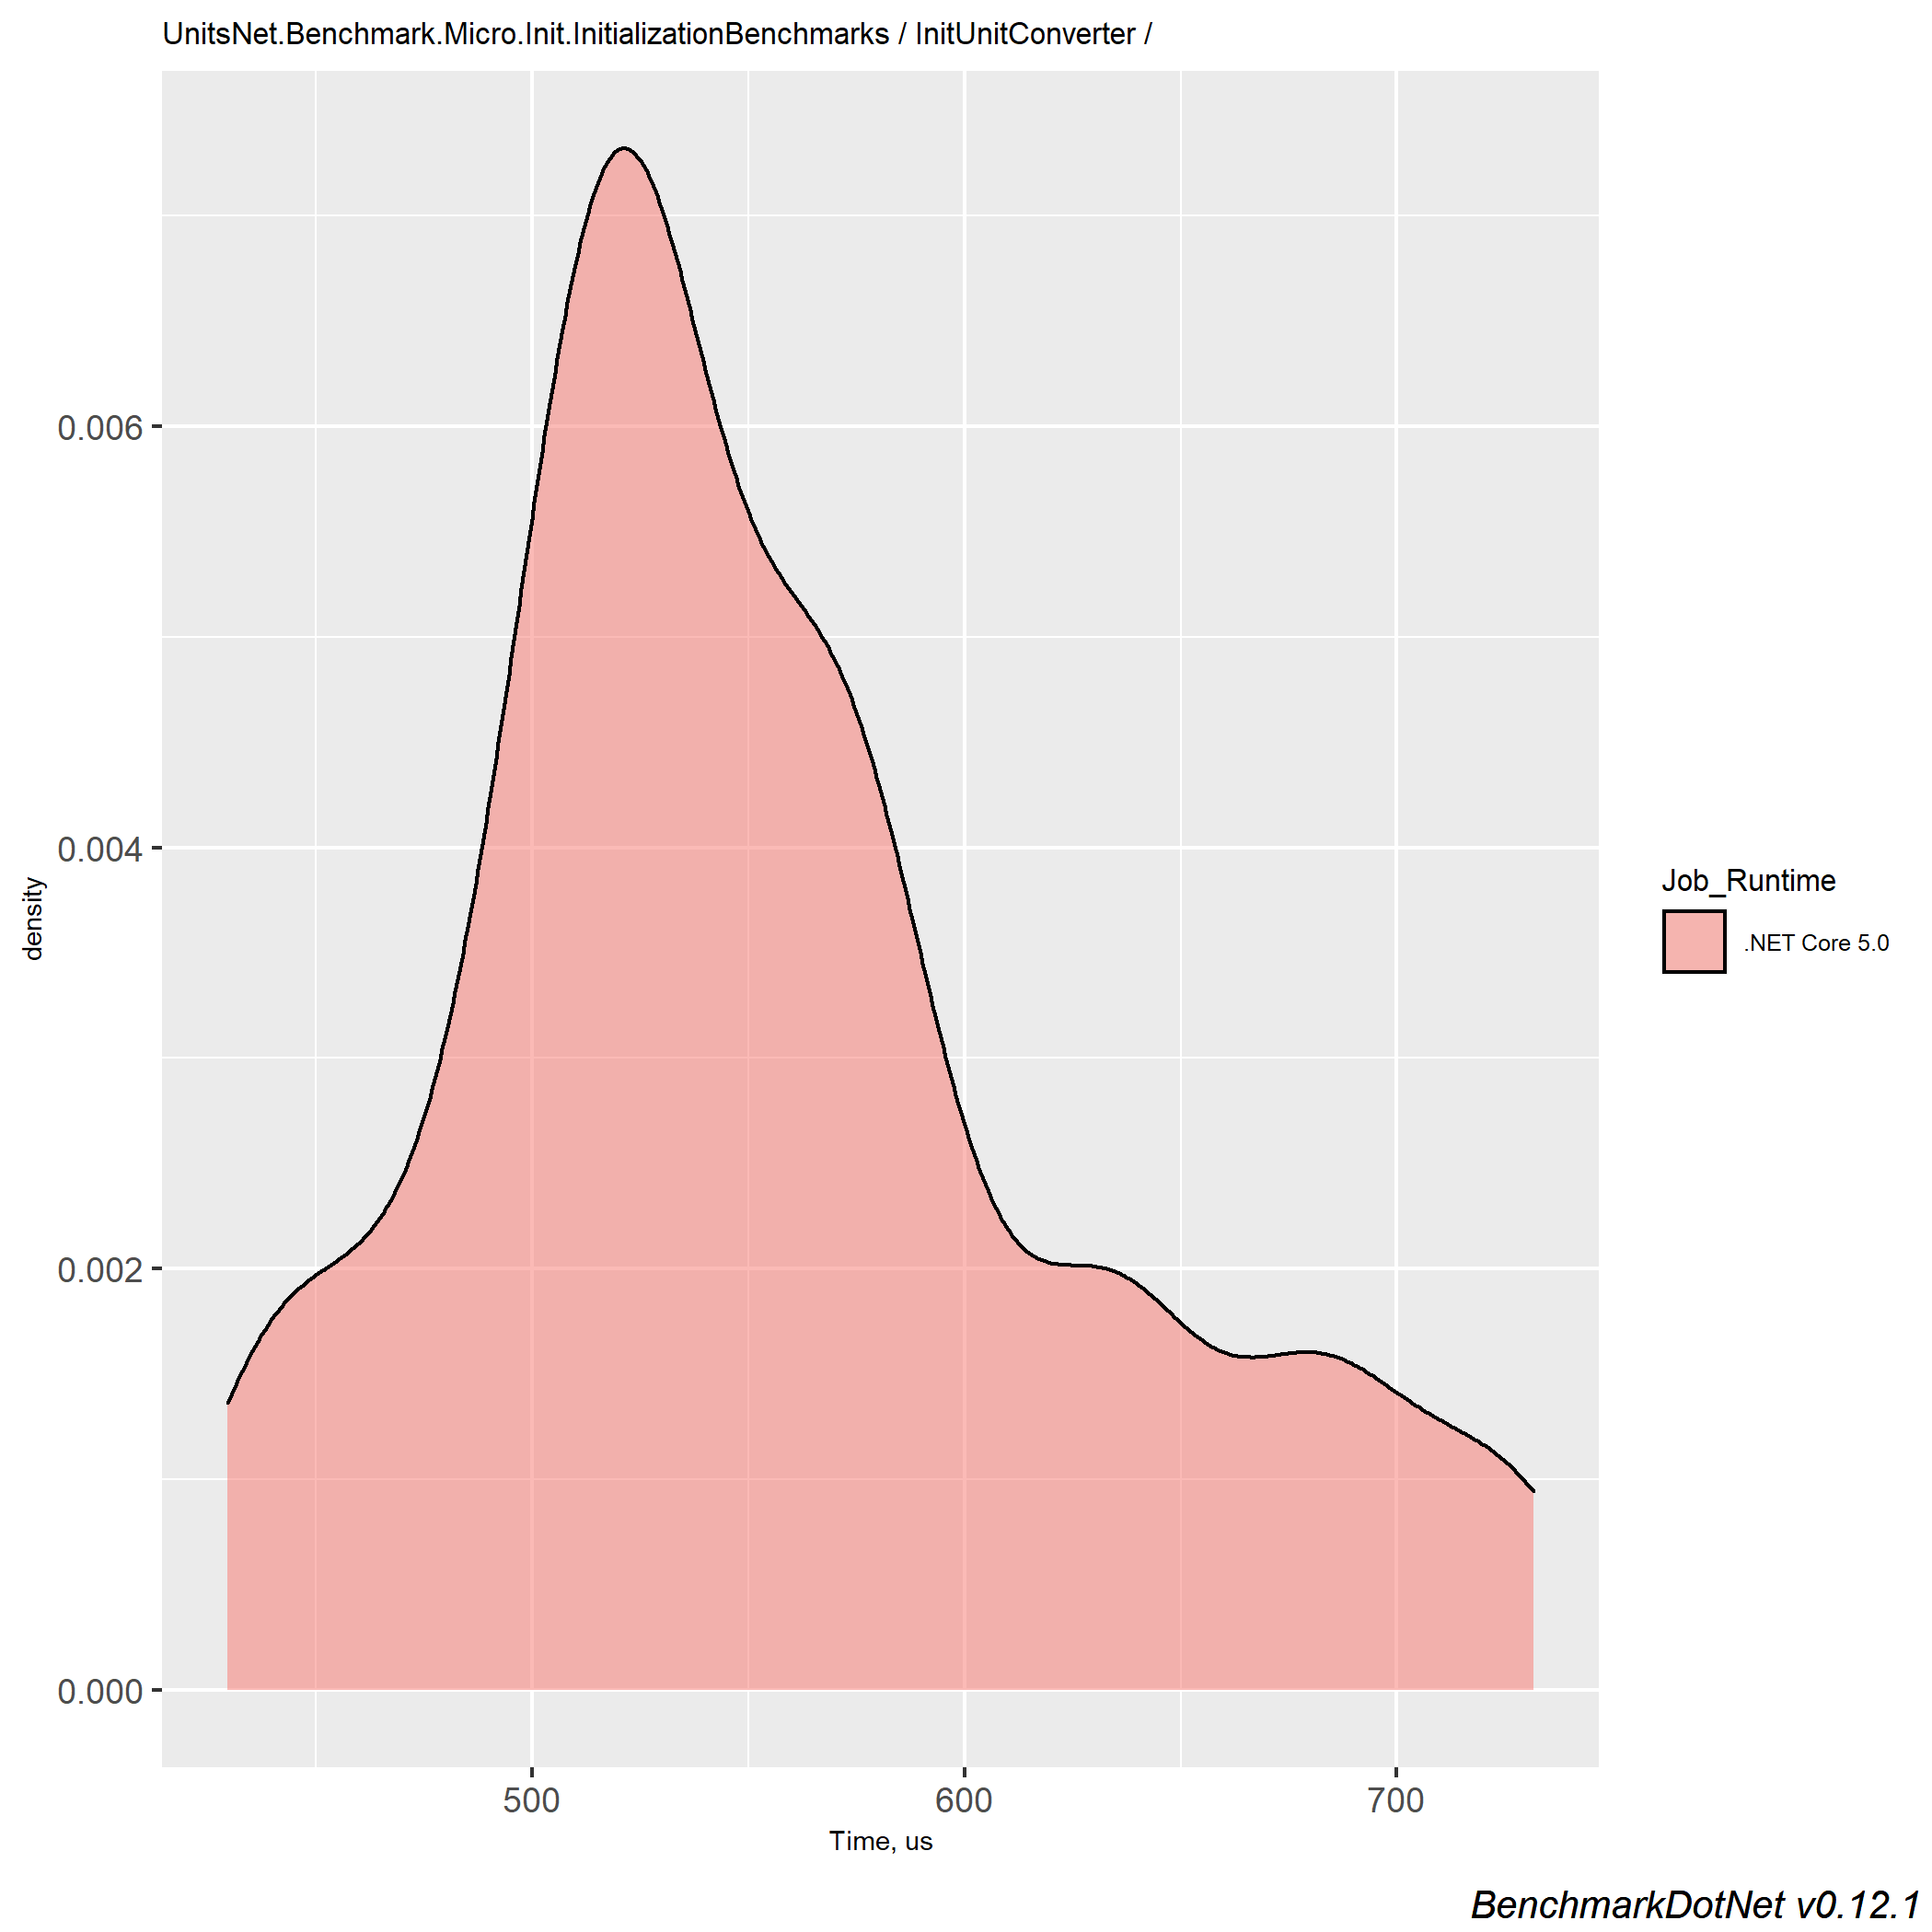 UnitsNet.Benchmark.Micro.Init.InitializationBenchmarks / InitUnitConverter /
0.006
0.004
0.002
0.000
density
500 600 700
Time, us
Job_Runtime
.NET Core 5.0
BenchmarkDotNet v0.12.1